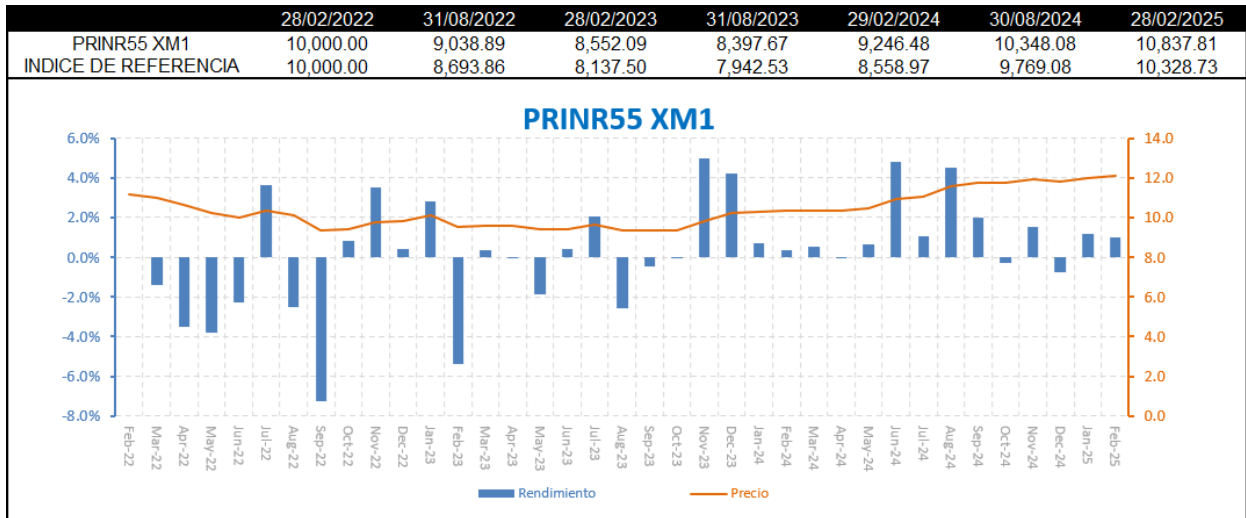 28/02/2022 31/08/2022 28/02/2023 31/08/2023 29/02/2024 30/08/2024 28/02/2025
PRINR55 XM1 10,000.00 9,038.89 8,552.09 8,397.67 9,246.48 10,348.08 10,837.81
INDICE DE REFERENCIA 10,000.00 8,693.86 8,137.50 7,942.53 8,558.97 9,769.08 10,328.73
PRINR55 XM1
6.0% 14.0
4.0% 12.0
2.0% 10.0
0.0% 8.0
-2.0% 6.0
-4.0% 4.0
-6.0% 2.0
-8.0% 0.0
Feb-22 Mar-22 Apr-22 May-22 Jun-22 Jul-22 Aug-22 Sep-22 Oct-22 Nov-22 Dec-22 Jan-23 Feb-23 Mar-23 Apr-23 May-23 Jun-23 Jul-23 Aug-23 Sep-23 Oct-23 Nov-23 Dec-23 Jan-24 Feb-24 Mar-24 Apr-24 May-24 Jun-24 Jul-24 Aug-24 Sep-24 Oct-24 Nov-24 Dec-24 Jan-25 Feb-25
Rendimiento Precio